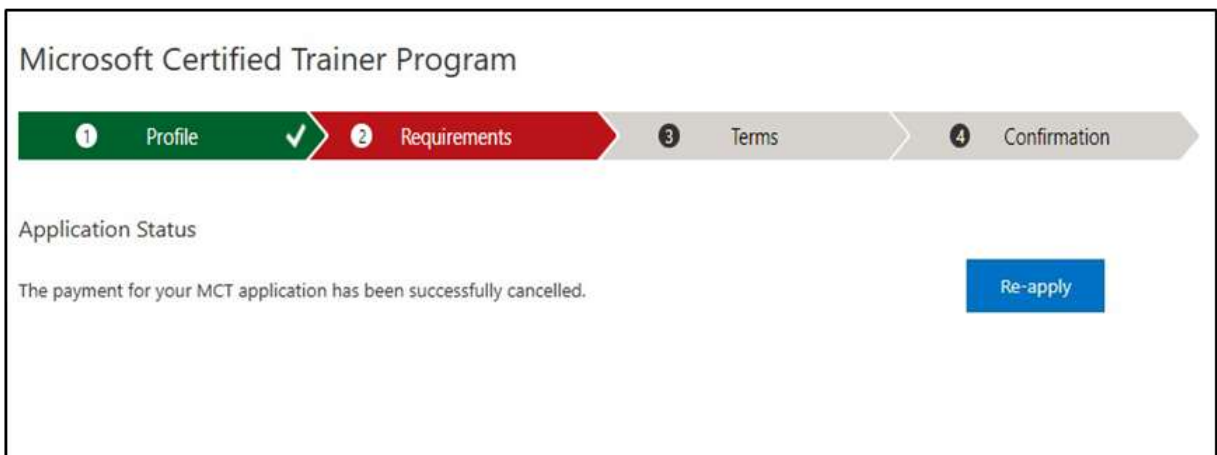 Microsoft Certified Trainer Program
1 Profile 2 Requirements 3 Terms 4 Confirmation
Application Status
The payment for your MCT application has been successfully cancelled.
Re-apply